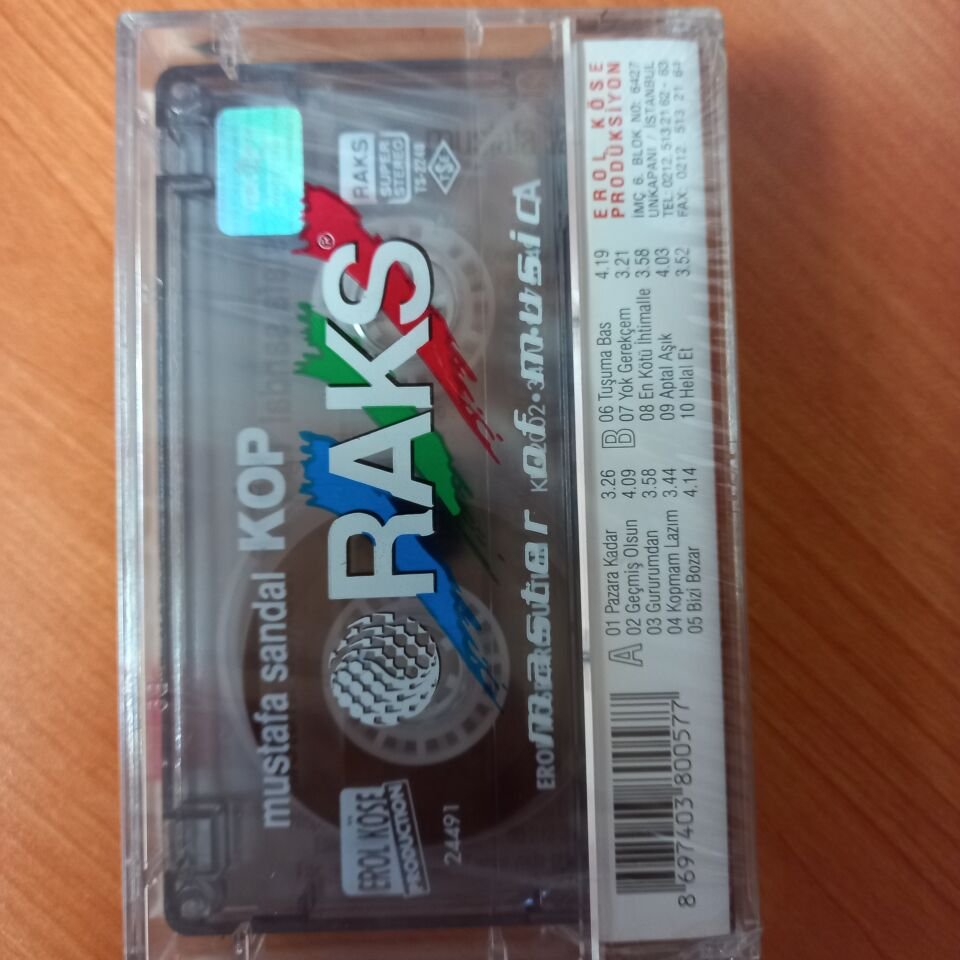 mustafa sandal KOP
RAKS®
RAKS
SUPER
STEREO
TSE
EROL KÖSE
PRODUCTION
24491
master of music
A
01 Pazara Kadar 3.26
02 Geçmiş Olsun 4.09
03 Gururumdan 3.58
04 Kopmam Lazım 3.44
05 Bizi Bozar 4.14
B
06 Tuşuma Bas 4.19
07 Yok Gerekçem 3.21
08 En Kötü İhtimalle 3.58
09 Aptal Aşık 4.03
10 Helal Et 3.52
EROL KÖSE
PRODÜKSİYON
İMÇ 6. BLOK NO: 6427
UNKAPANI / İSTANBUL
TEL: 0212 513 21 62 - 63
FAX: 0212 513 21 64
8 697403 800577